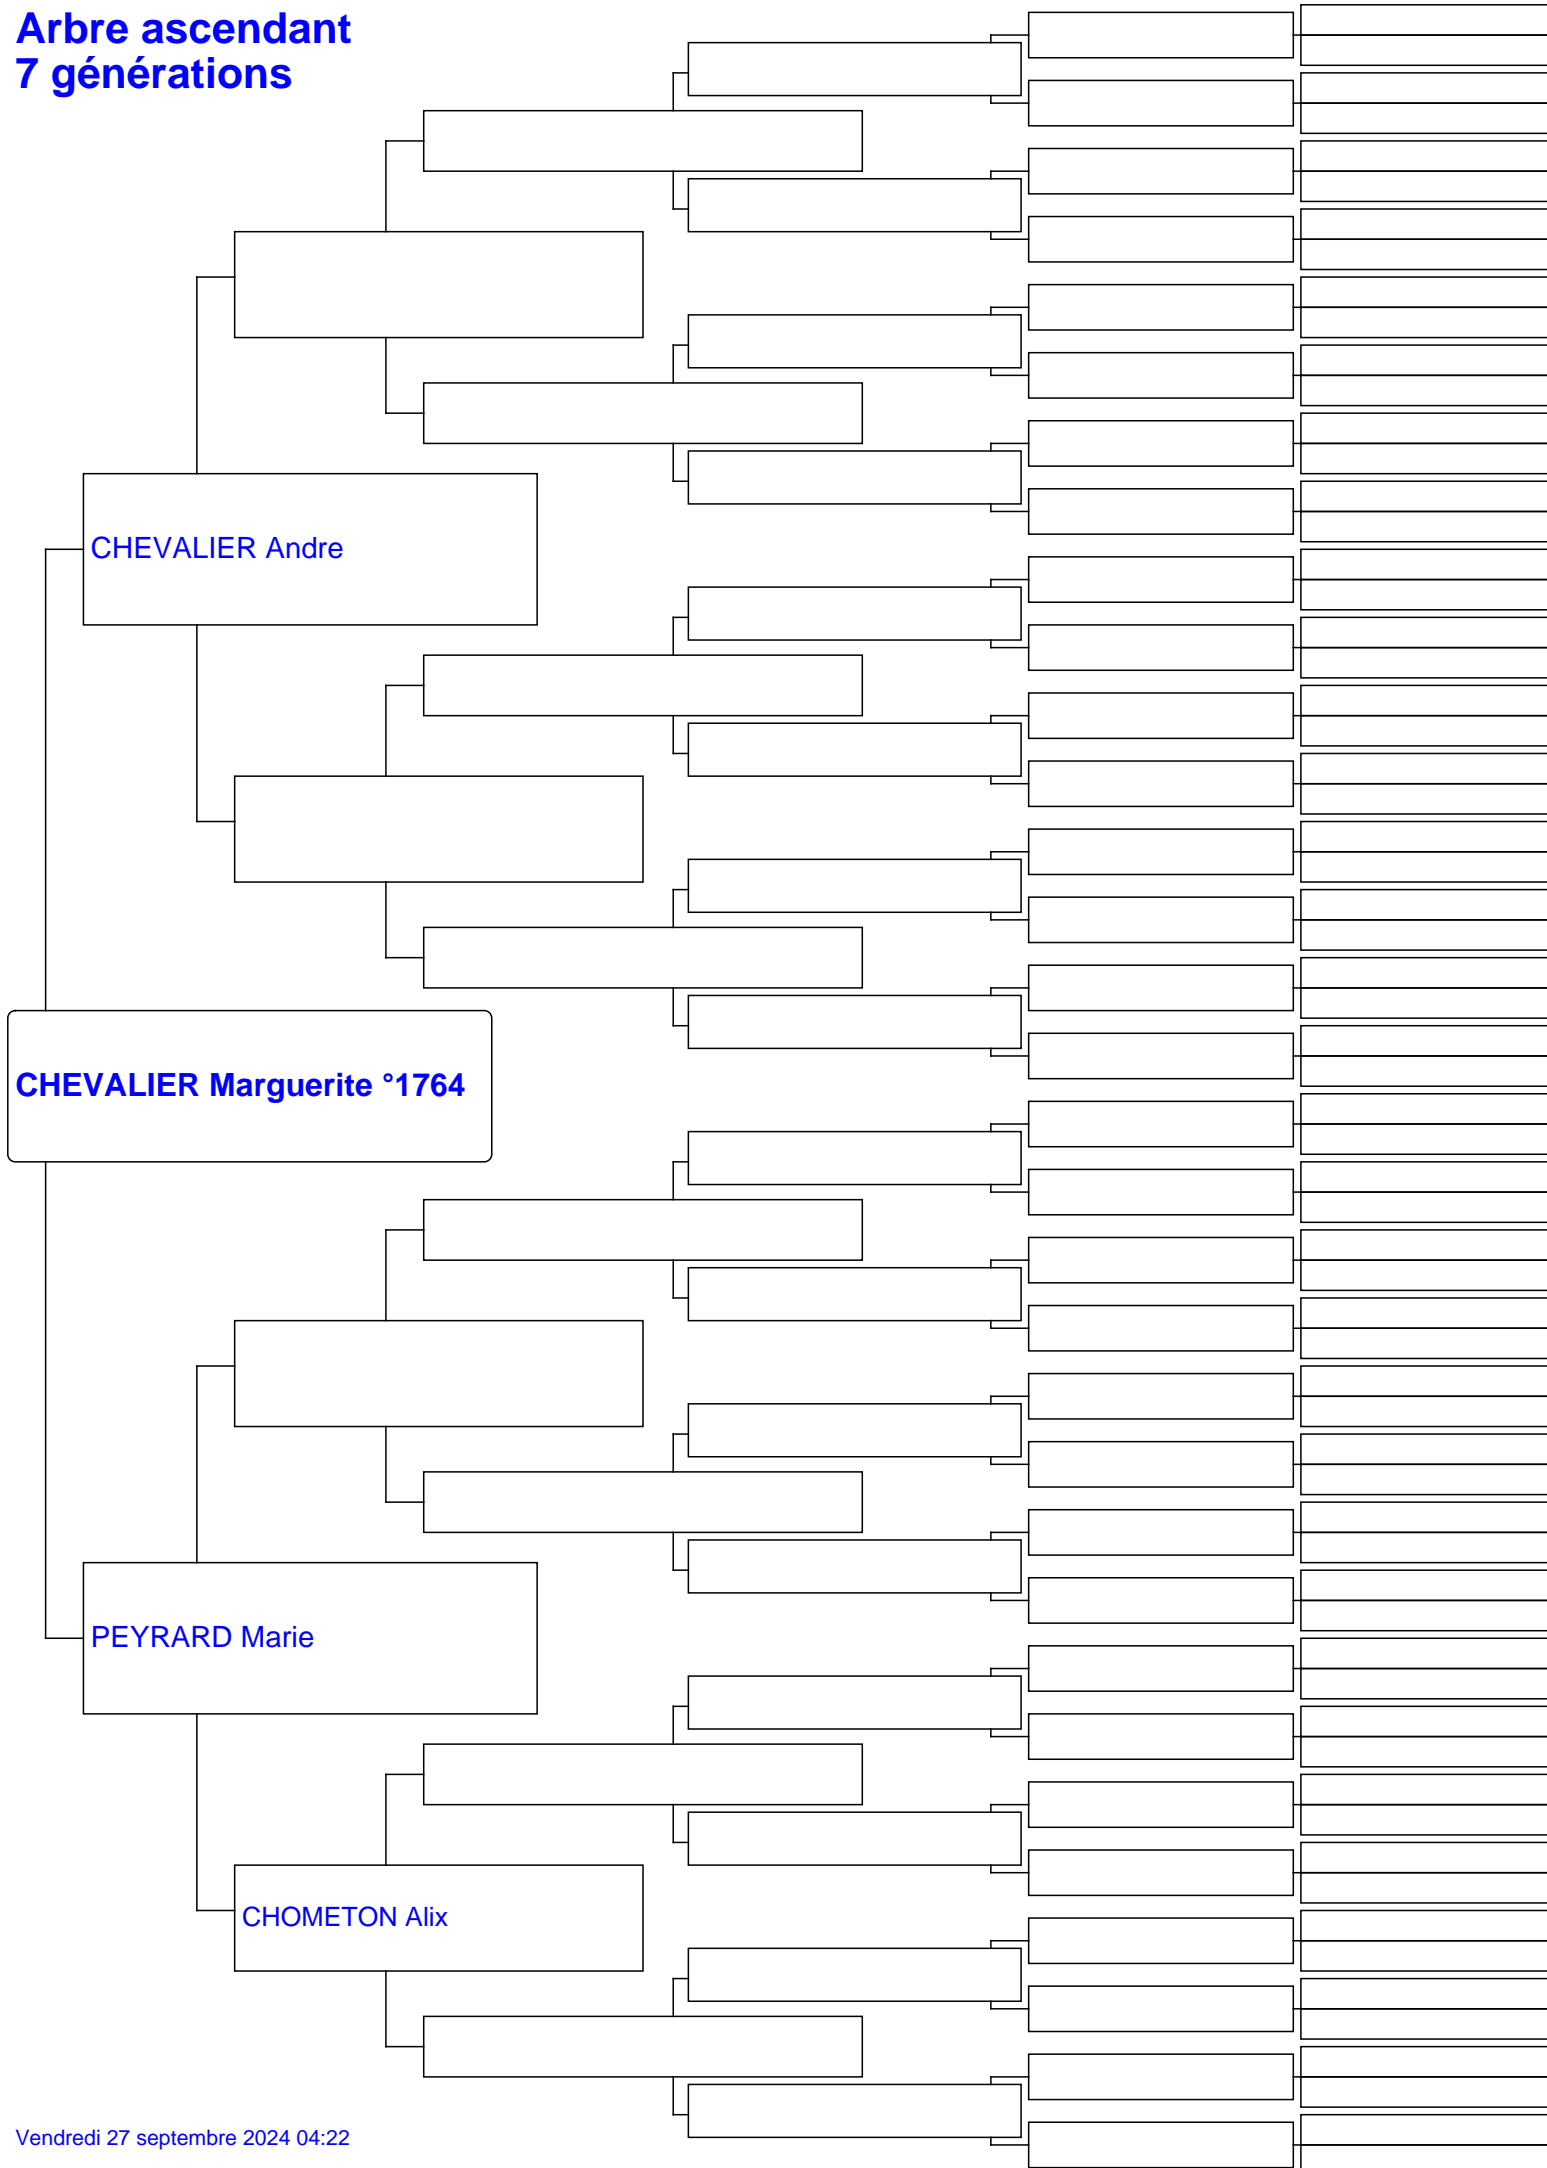 Arbre ascendant
7 générations
CHEVALIER Andre
CHEVALIER Marguerite °1764
PEYRARD Marie
CHOMETON Alix
Vendredi 27 septembre 2024 04:22